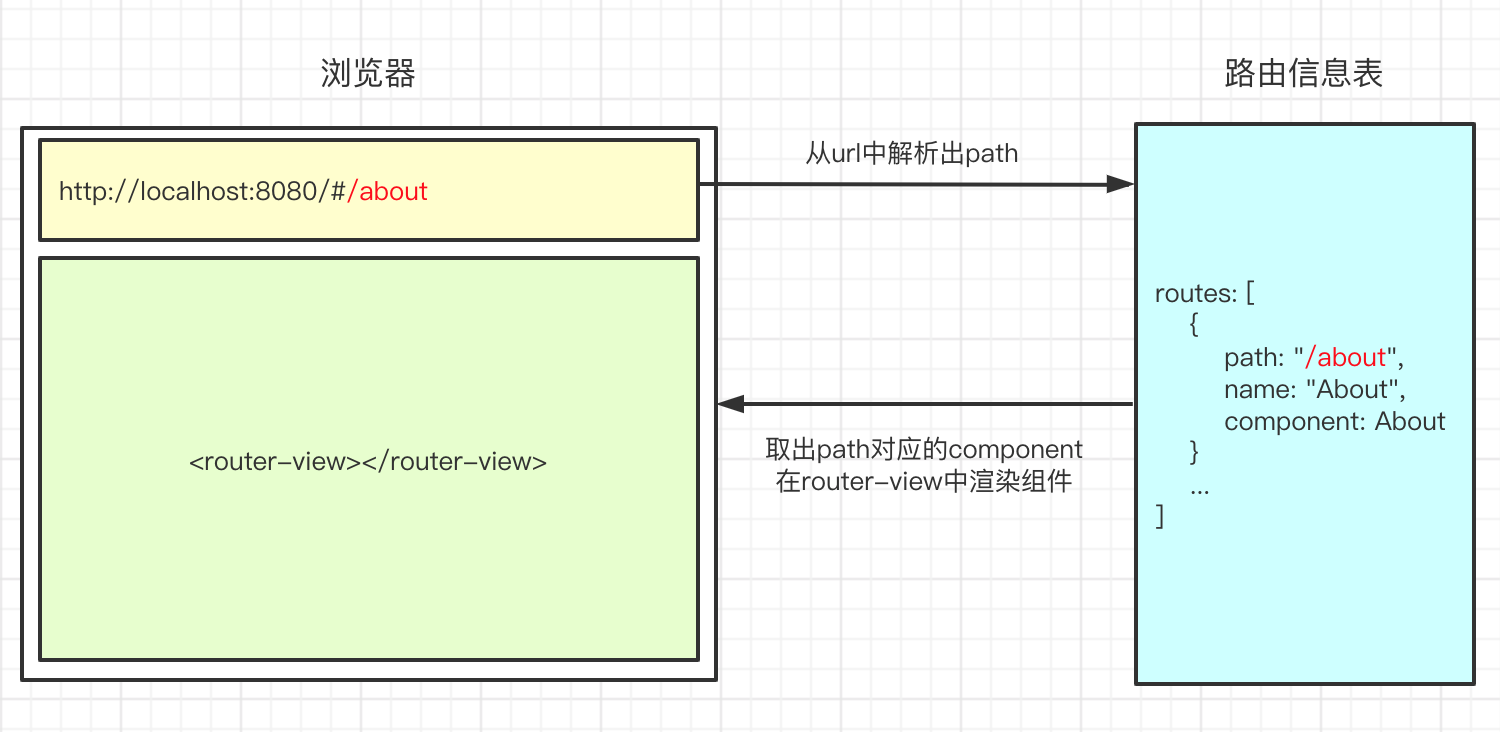 浏览器
路由信息表
http://localhost:8080/#/about
从url中解析出path
<router-view></router-view>
取出path对应的component
在router-view中渲染组件
routes: [
{
path: "/about",
name: "About",
component: About
}
...
]